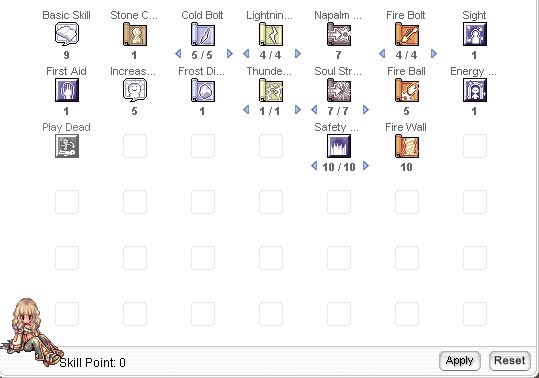 Basic Skill Stone C... Cold Bolt Lightnin... Napalm ... Fire Bolt Sight
9 1 5 / 5 4 / 4 7 4 / 4 1
First Aid Increas... Frost Di... Thunde... Soul Str... Fire Ball Energy ...
1 5 1 1 / 1 7 / 7 5 1
Play Dead Safety ... Fire Wall
10 / 10 10
Skill Point: 0 Apply Reset